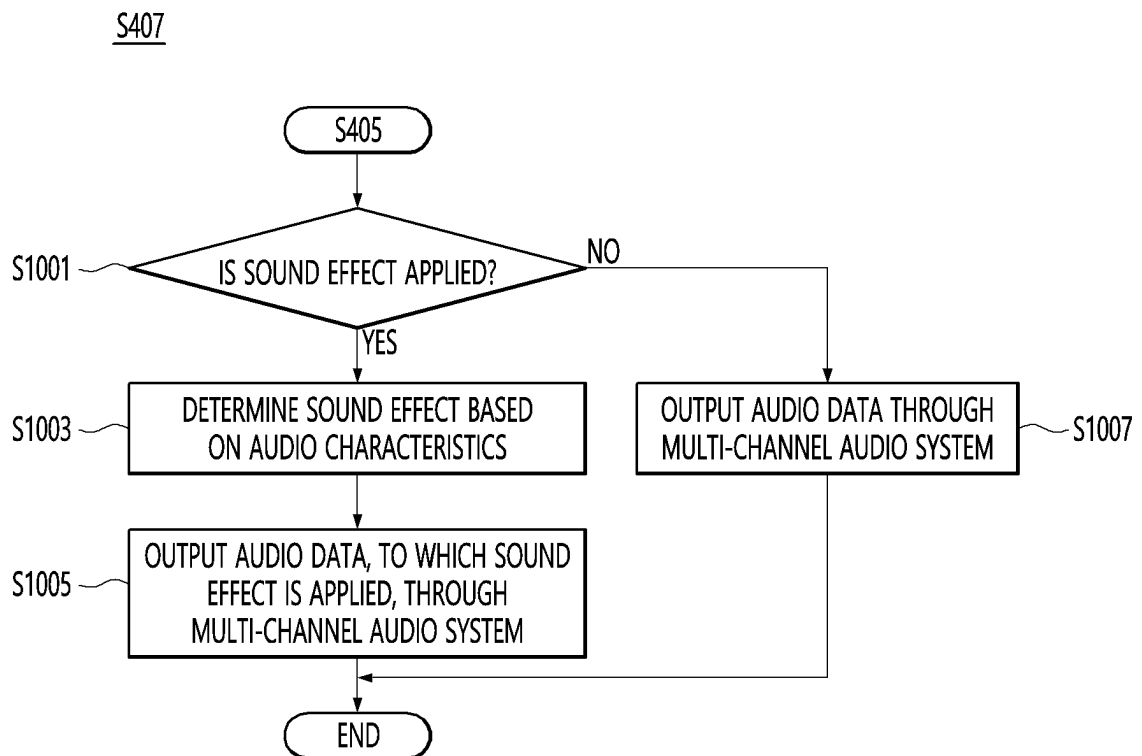 S407
S405
S1001
IS SOUND EFFECT APPLIED?
NO
YES
S1003
DETERMINE SOUND EFFECT BASED
ON AUDIO CHARACTERISTICS
OUTPUT AUDIO DATA THROUGH
MULTI-CHANNEL AUDIO SYSTEM
S1007
S1005
OUTPUT AUDIO DATA, TO WHICH SOUND
EFFECT IS APPLIED, THROUGH
MULTI-CHANNEL AUDIO SYSTEM
END